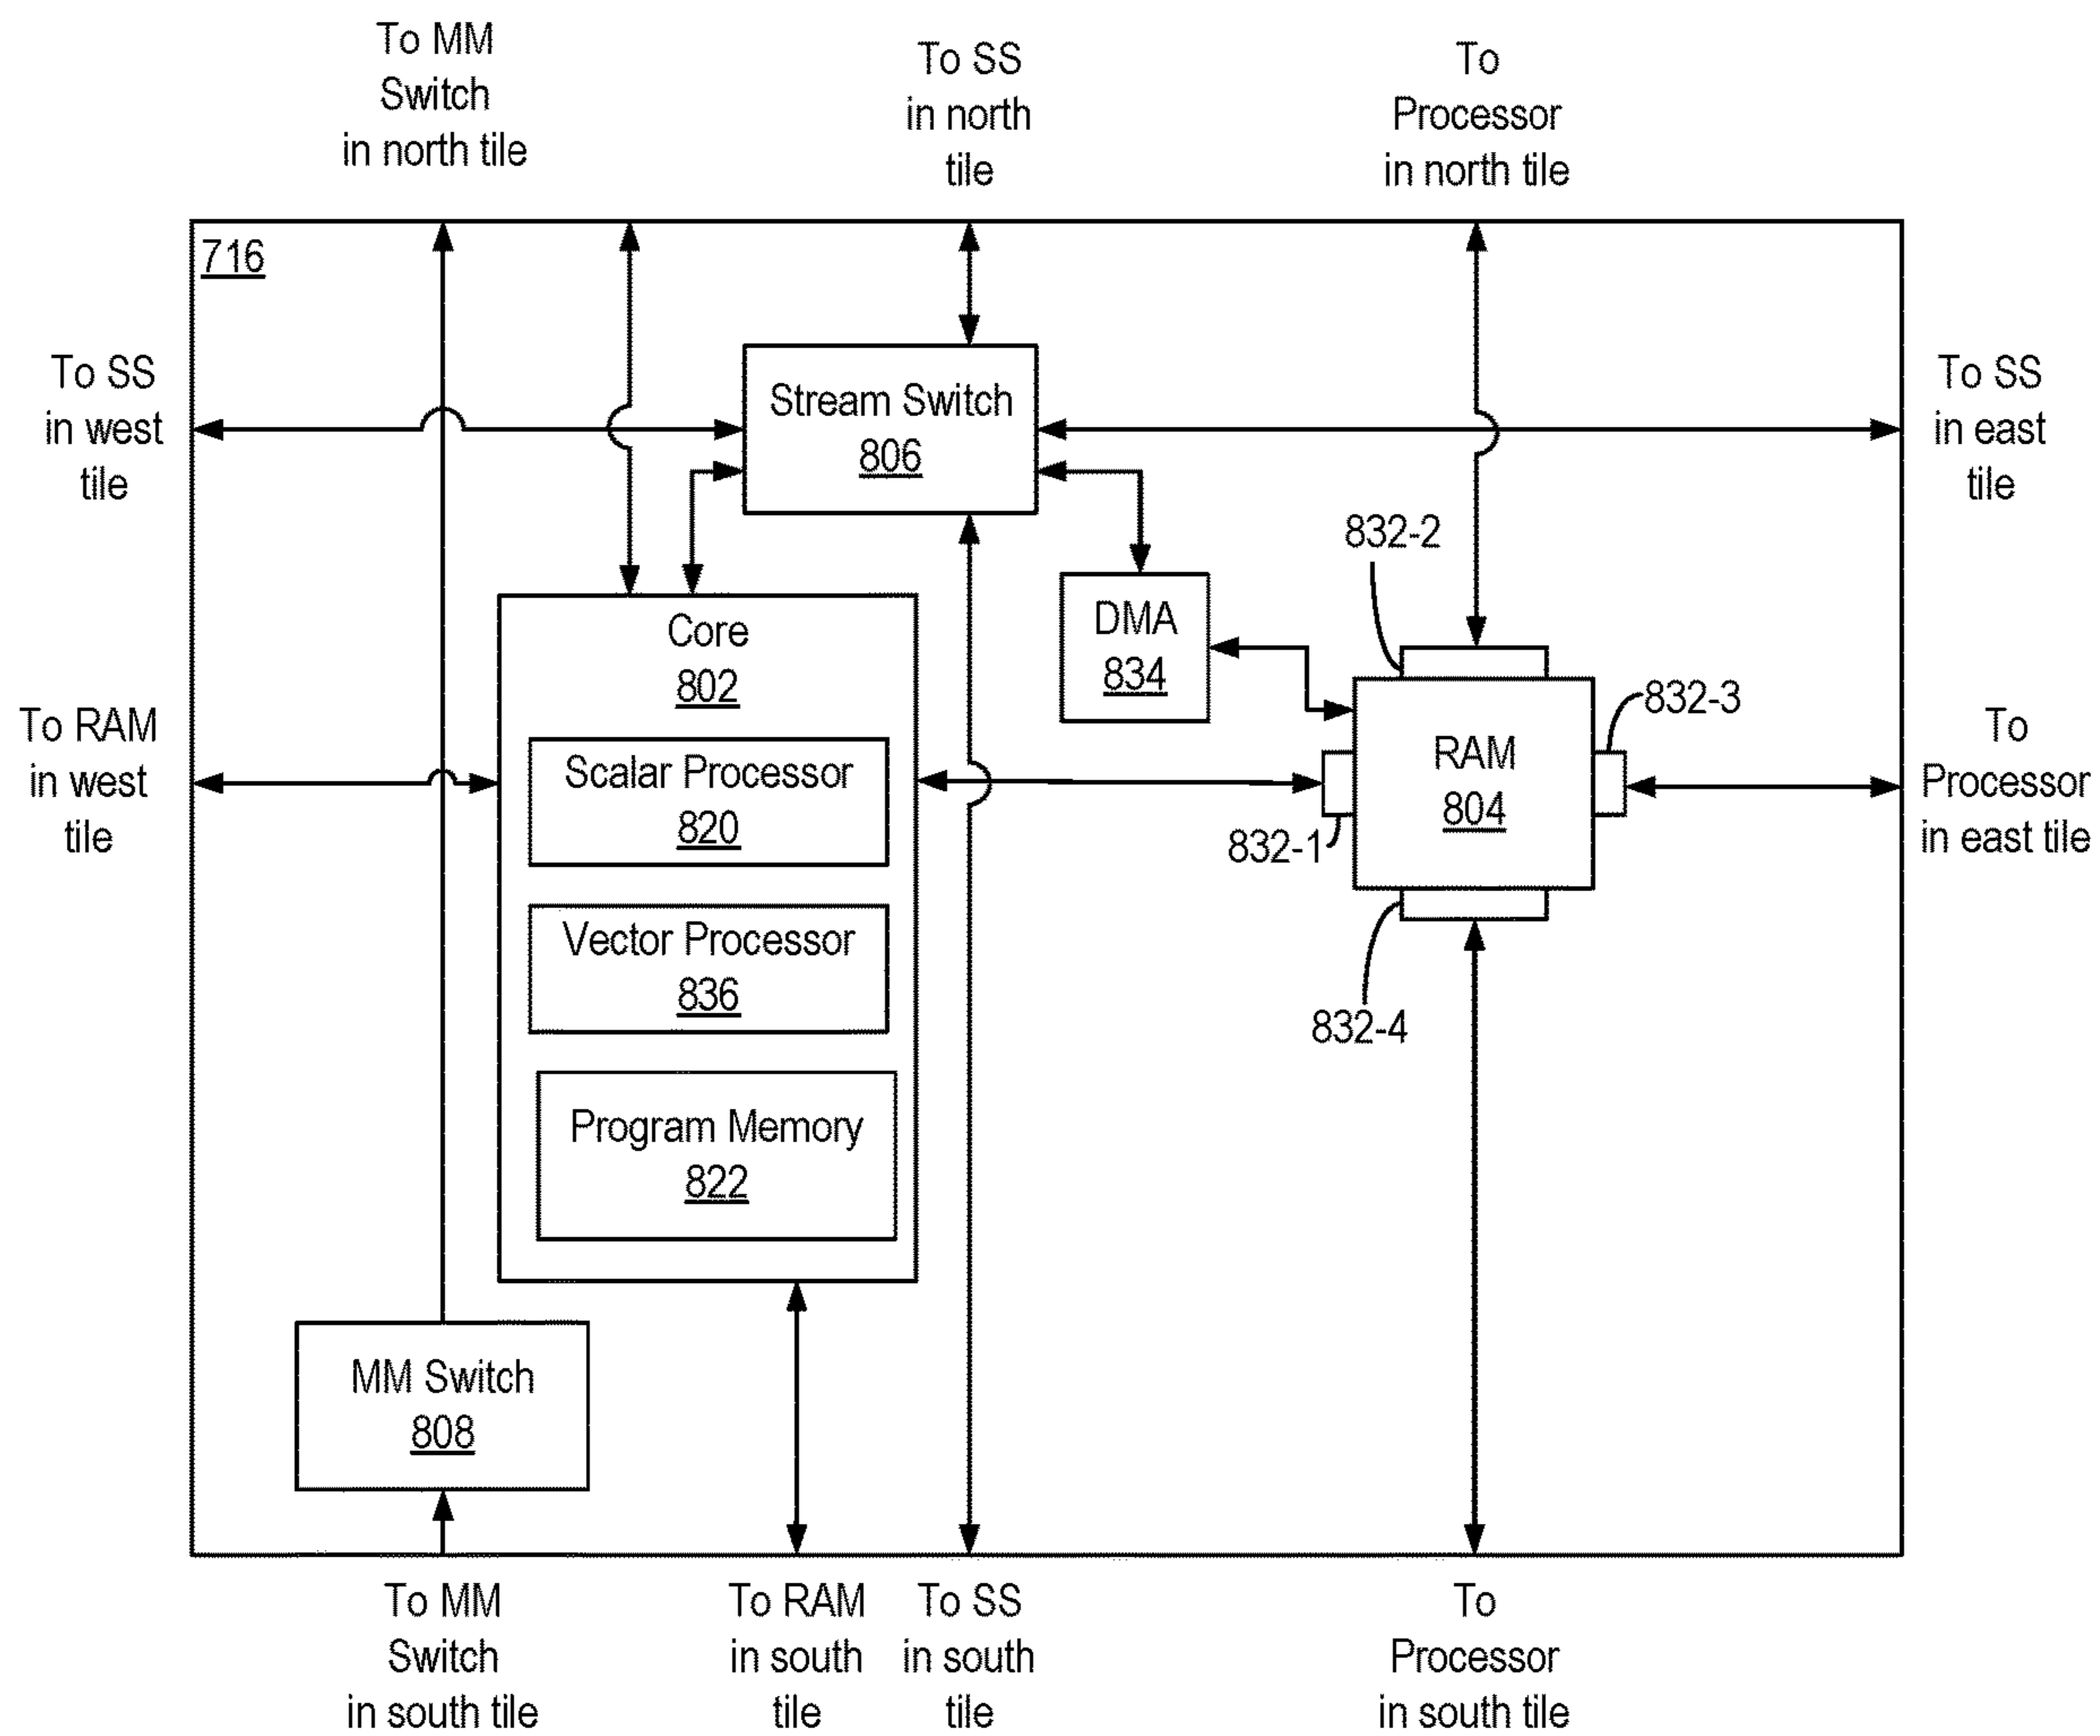 To MM
Switch
in north tile
To SS
in north
tile
To
Processor
in north tile
716
To SS
in west
tile
Stream Switch
806
To SS
in east
tile
832-2
Core
802
DMA
834
832-3
To RAM
in west
tile
Scalar Processor
820
RAM
804
832-1
To
Processor
in east tile
Vector Processor
836
832-4
Program Memory
822
MM Switch
808
To MM
Switch
in south tile
To RAM
in south
tile
To SS
in south
tile
To
Processor
in south tile